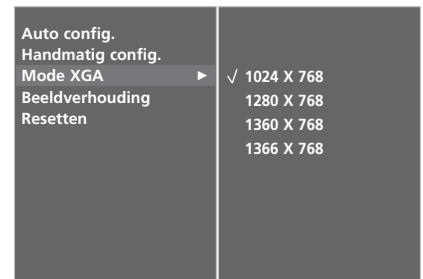 Auto config.
Handmatig config.
Mode XGA ►
Beeldverhouding
Resetten
√ 1024 X 768
1280 X 768
1360 X 768
1366 X 768